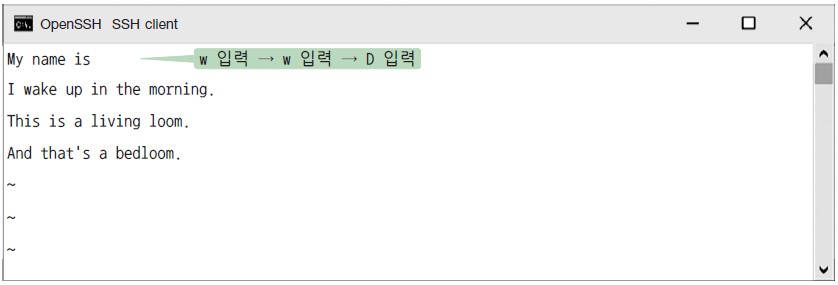 OpenSSH SSH client
My name is w 입력 → w 입력 → D 입력
I wake up in the morning.
This is a living loom.
And that's a bedloom.
~
~
~